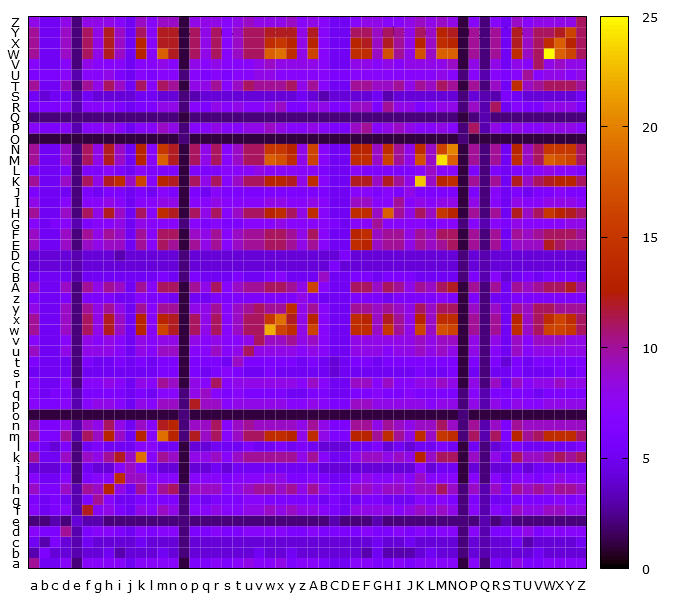 Z
Y
X
W
V
U
T
S
R
Q
P
O
N
M
L
K
J
I
H
G
F
E
D
C
B
A
z
y
x
w
v
u
t
s
r
q
p
o
n
m
l
k
j
i
h
g
f
e
d
c
b
a
a b c d e f g h i j k l m n o p q r s t u v w x y z A B C D E F G H I J K L M N O P Q R S T U V W X Y Z
25
20
15
10
5
0